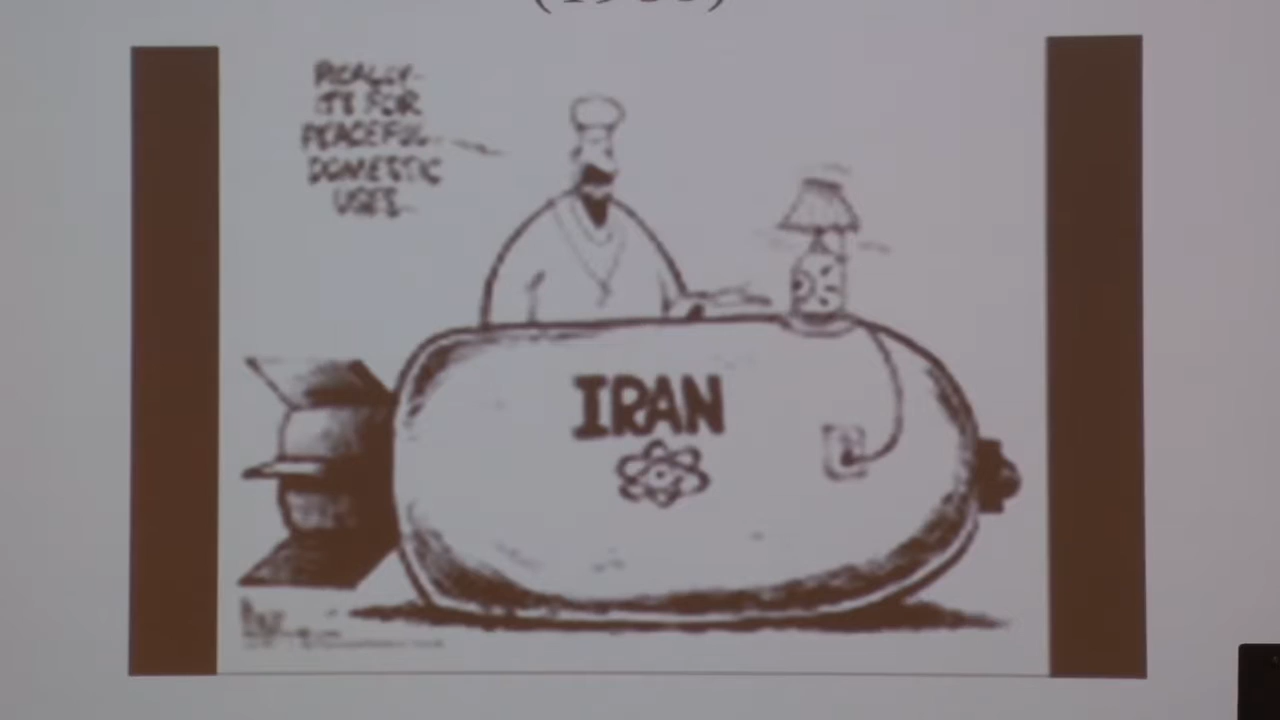 REALLY-
IT'S FOR
PEACEFUL
DOMESTIC
USES.
IRAN